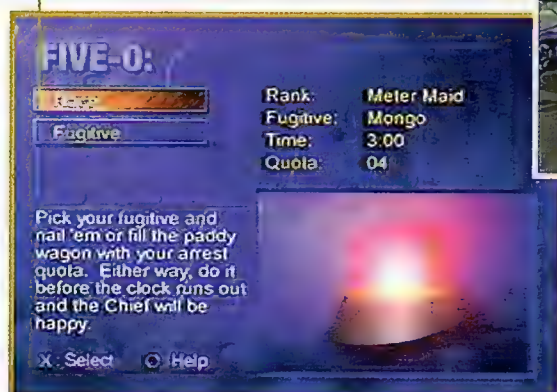 FIVE-0:
Fugitive
Rank: Meter Maid
Fugitive: Mongo
Time: 3:00
Quota: 04
Pick your fugitive and
nail 'em or fill the paddy
wagon with your arrest
quota. Either way, do it
before the clock runs out
and the Chief will be
happy.
X Select O Help